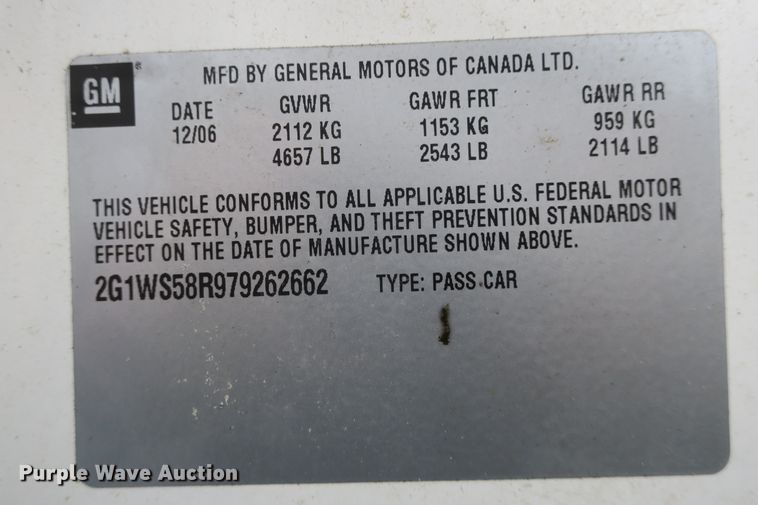 GM
MFD BY GENERAL MOTORS OF CANADA LTD.
DATE GVWR GAWR FRT GAWR RR
12/06 2112 KG 1153 KG 959 KG
4657 LB 2543 LB 2114 LB
THIS VEHICLE CONFORMS TO ALL APPLICABLE U.S. FEDERAL MOTOR
VEHICLE SAFETY, BUMPER, AND THEFT PREVENTION STANDARDS IN
EFFECT ON THE DATE OF MANUFACTURE SHOWN ABOVE.
2G1WS58R979262662 TYPE: PASS CAR
Purple Wave Auction